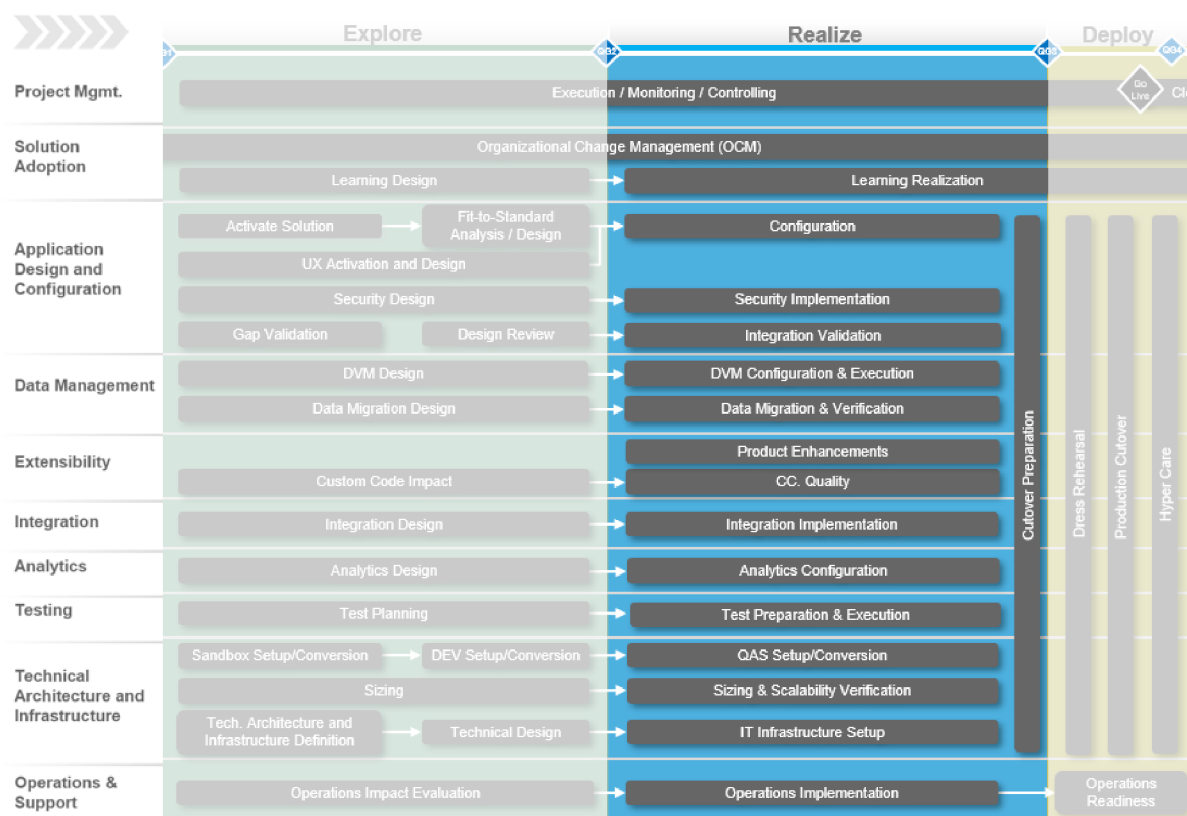 Explore
Realize
Deploy
QG2
QG3
QG4
Project Mgmt.
Execution / Monitoring / Controlling
Go
Live
Solution
Adoption
Organizational Change Management (OCM)
Learning Design
Learning Realization
Application
Design and
Configuration
Activate Solution
Fit-to-Standard
Analysis / Design
Configuration
UX Activation and Design
Security Design
Security Implementation
Gap Validation
Design Review
Integration Validation
Data Management
DVM Design
DVM Configuration & Execution
Data Migration Design
Data Migration & Verification
Extensibility
Product Enhancements
Custom Code Impact
CC. Quality
Integration
Integration Design
Integration Implementation
Analytics
Analytics Design
Analytics Configuration
Testing
Test Planning
Test Preparation & Execution
Technical
Architecture and
Infrastructure
Sandbox Setup/Conversion
DEV Setup/Conversion
QAS Setup/Conversion
Sizing
Sizing & Scalability Verification
Tech. Architecture and
Infrastructure Definition
Technical Design
IT Infrastructure Setup
Cutover Preparation
Dress Rehearsal
Production Cutover
Hyper Care
Operations &
Support
Operations Impact Evaluation
Operations Implementation
Operations
Readiness